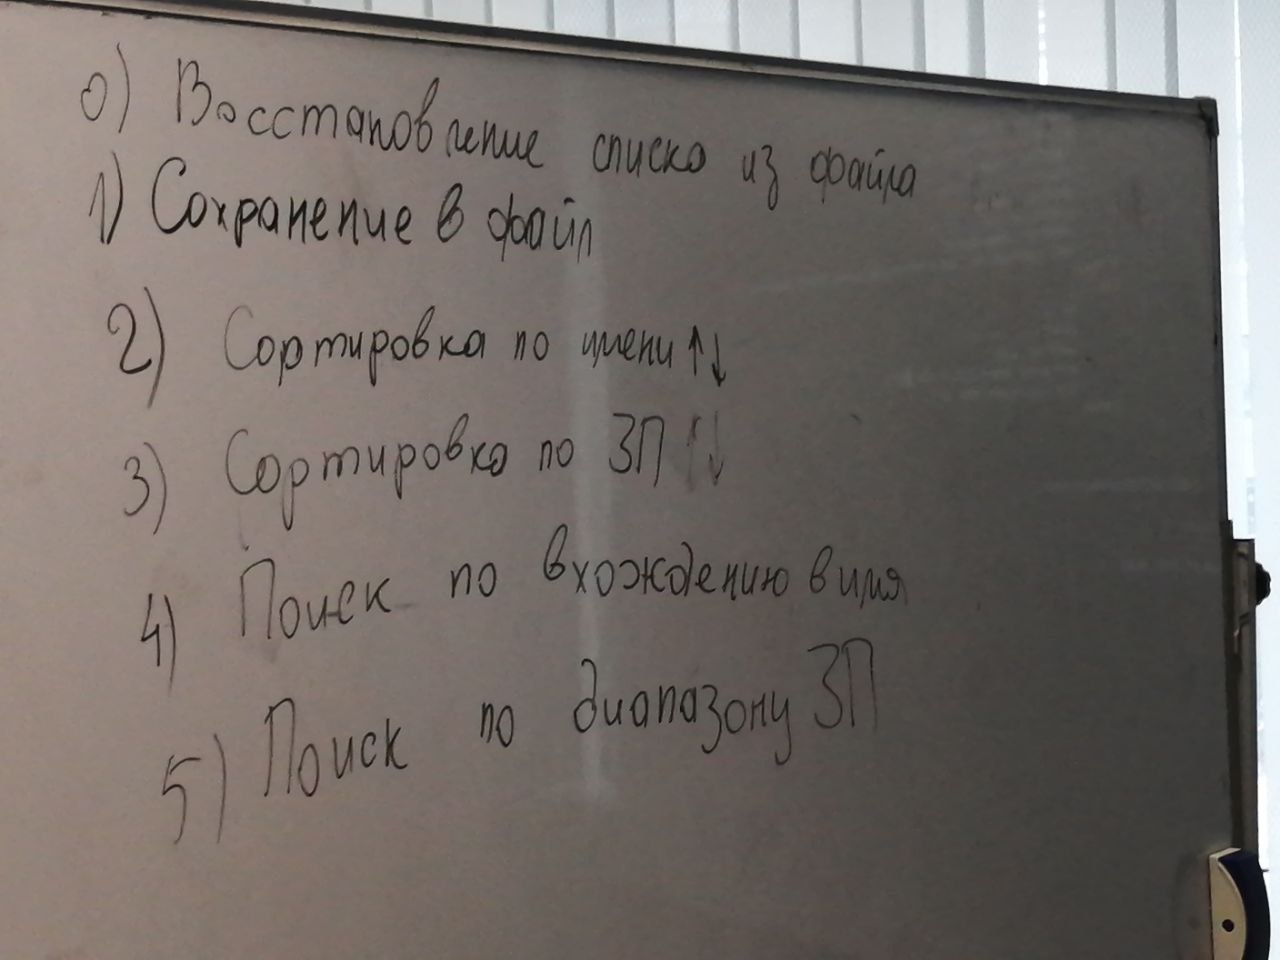 0) Восстановление списка из файла
1) Сохранение в файл
2) Сортировка по имени ↑↓
3) Сортировка по ЗП ↑↓
4) Поиск по вхождению в имя
5) Поиск по диапазону ЗП